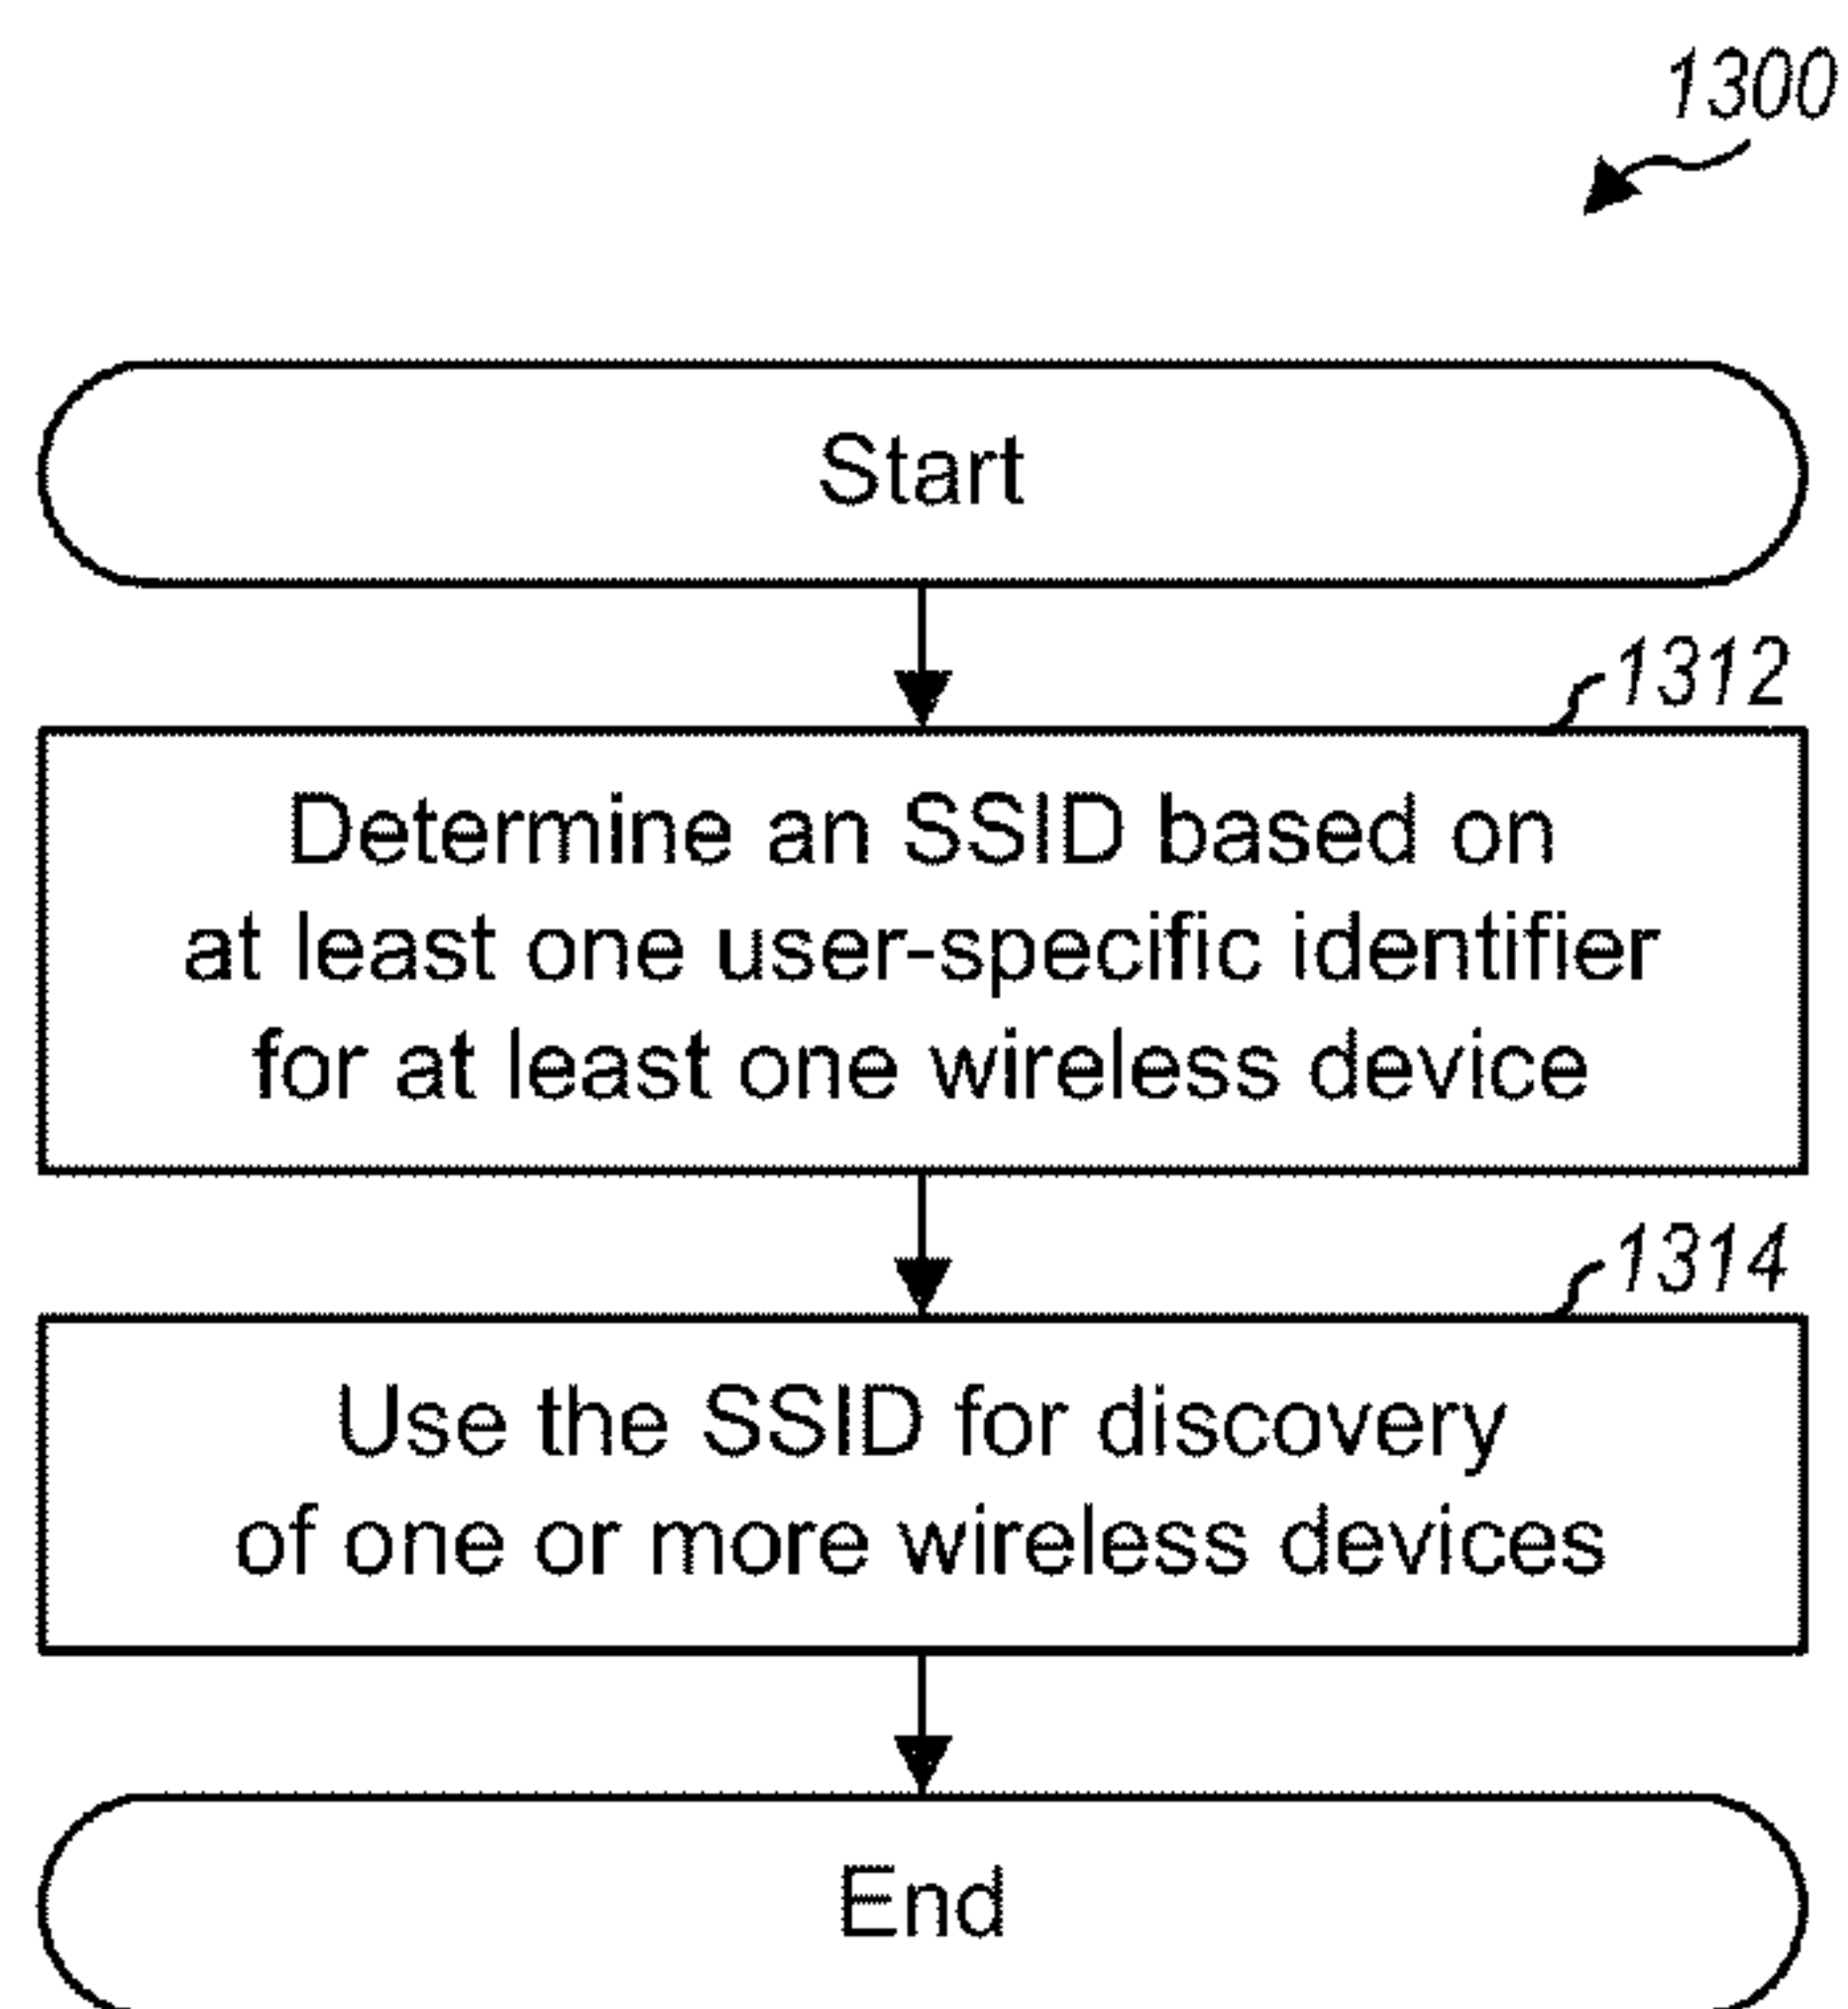 1300
Start
1312
Determine an SSID based on
at least one user-specific identifier
for at least one wireless device
1314
Use the SSID for discovery
of one or more wireless devices
End